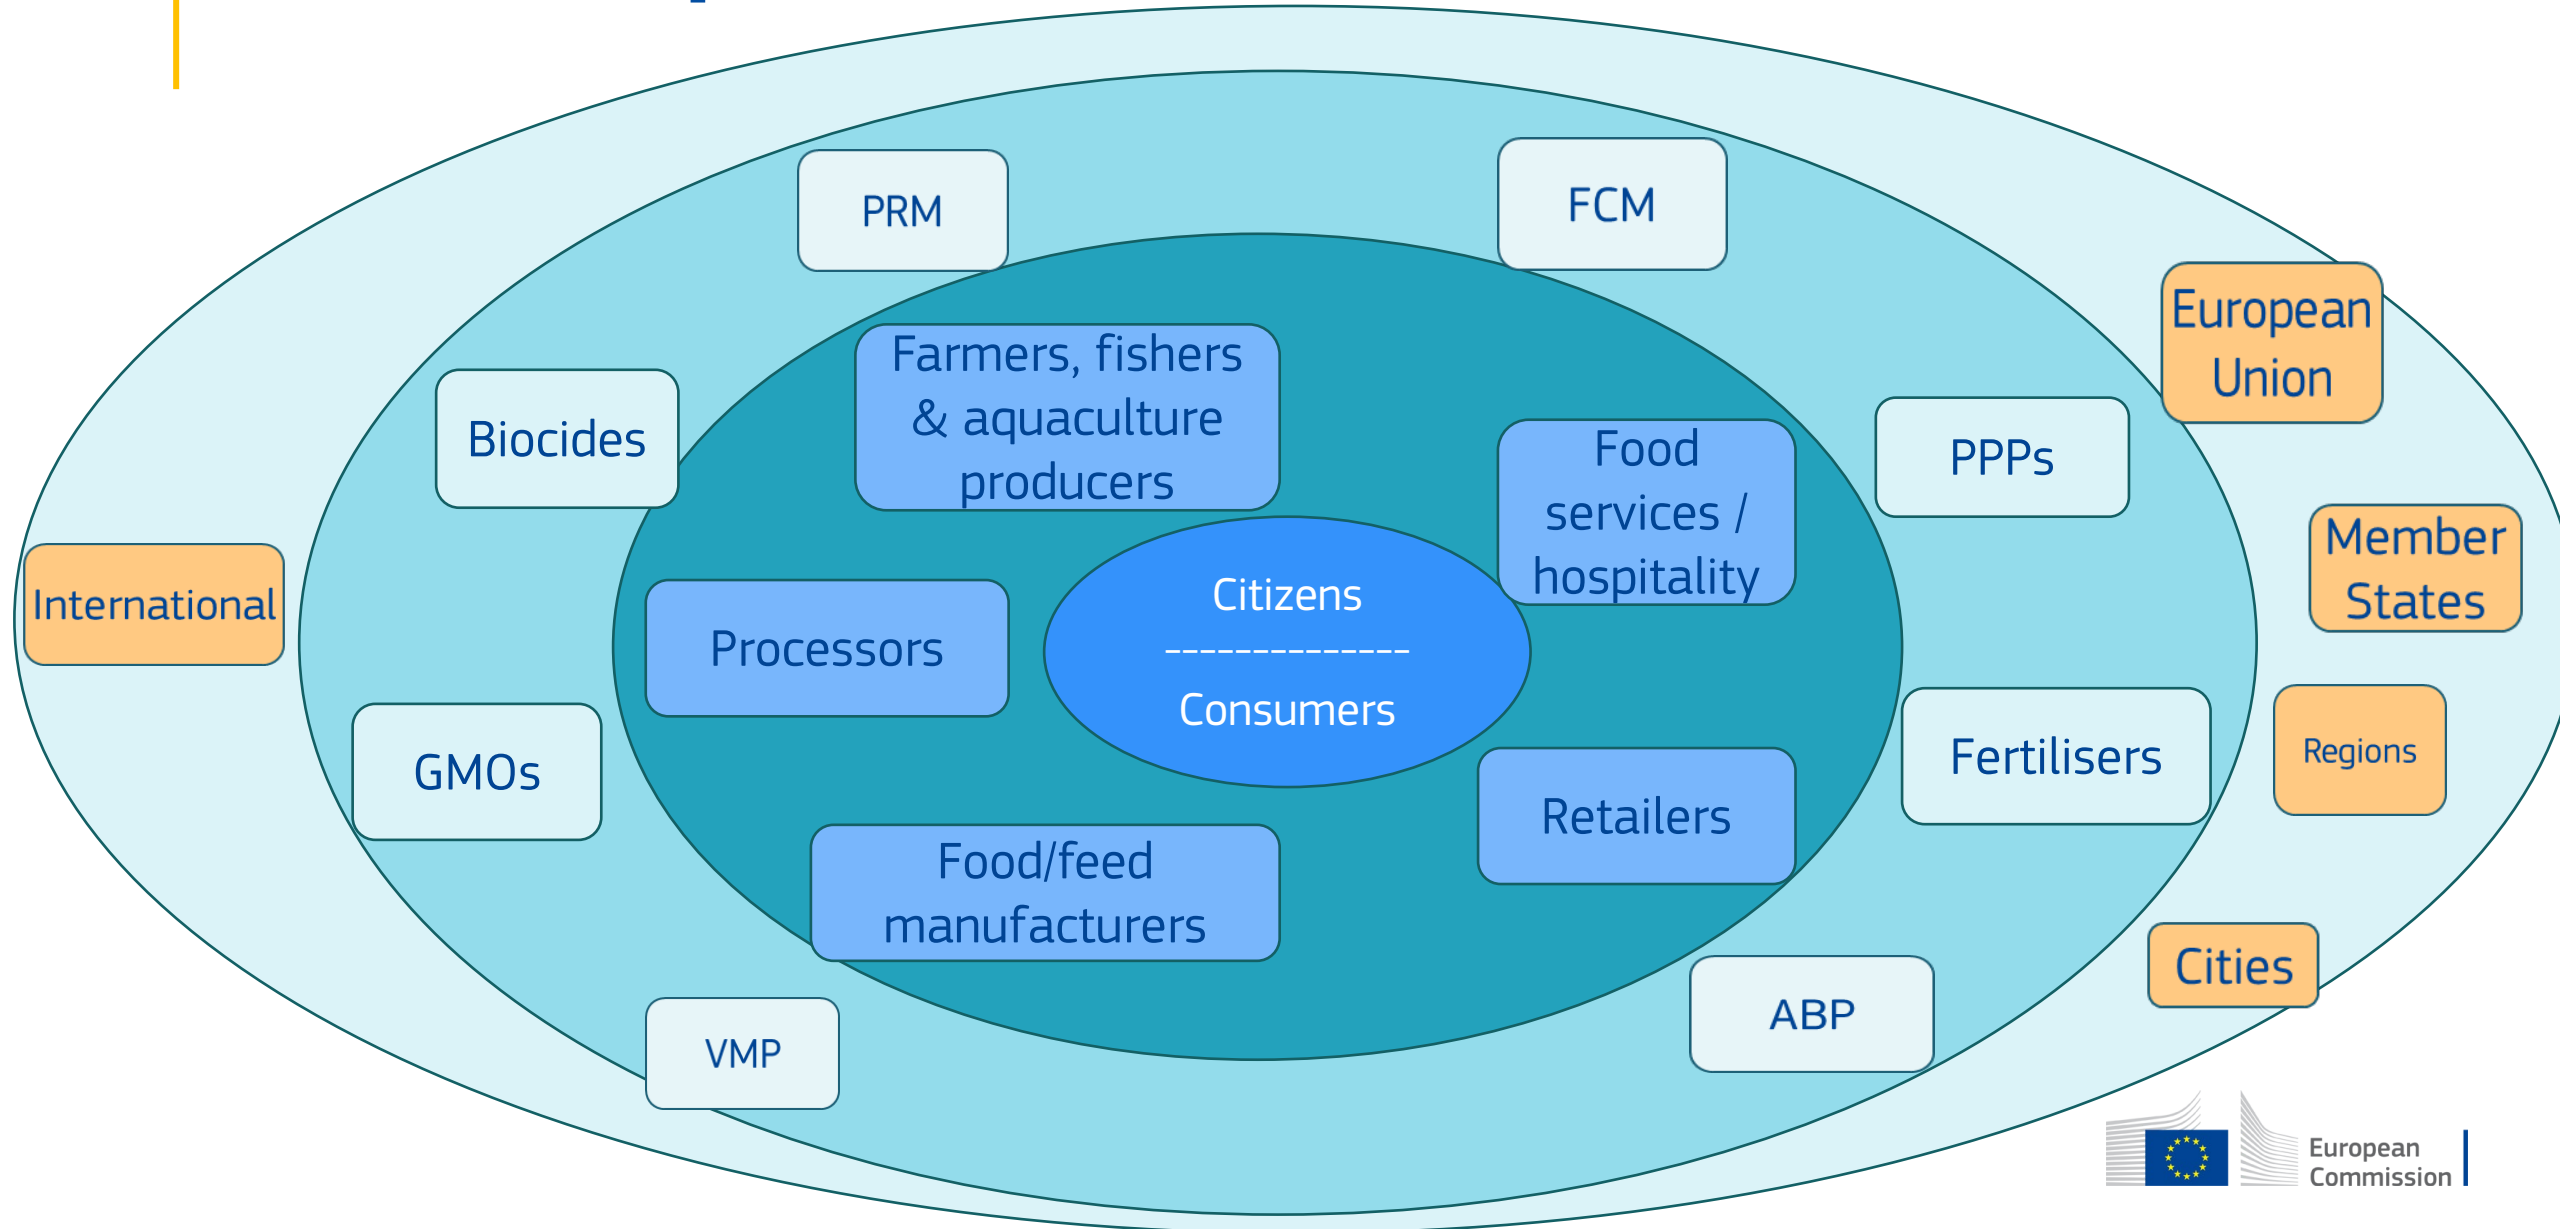 PRM
FCM
European
Union
Farmers, fishers
& aquaculture
producers
Biocides
Food
services /
hospitality
PPPs
Member
States
International
Citizens
--------------
Consumers
Processors
GMOs
Fertilisers
Regions
Retailers
Food/feed
manufacturers
Cities
ABP
VMP
European
Commission